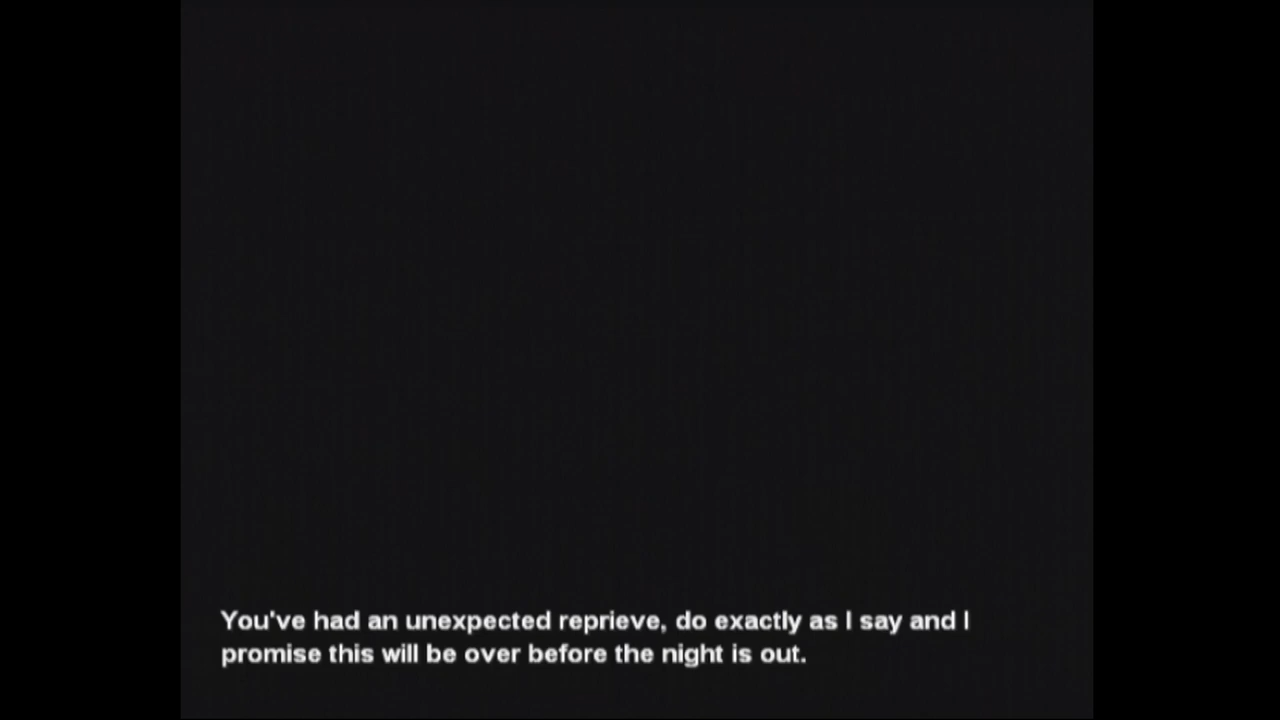 You've had an unexpected reprieve, do exactly as I say and I
promise this will be over before the night is out.